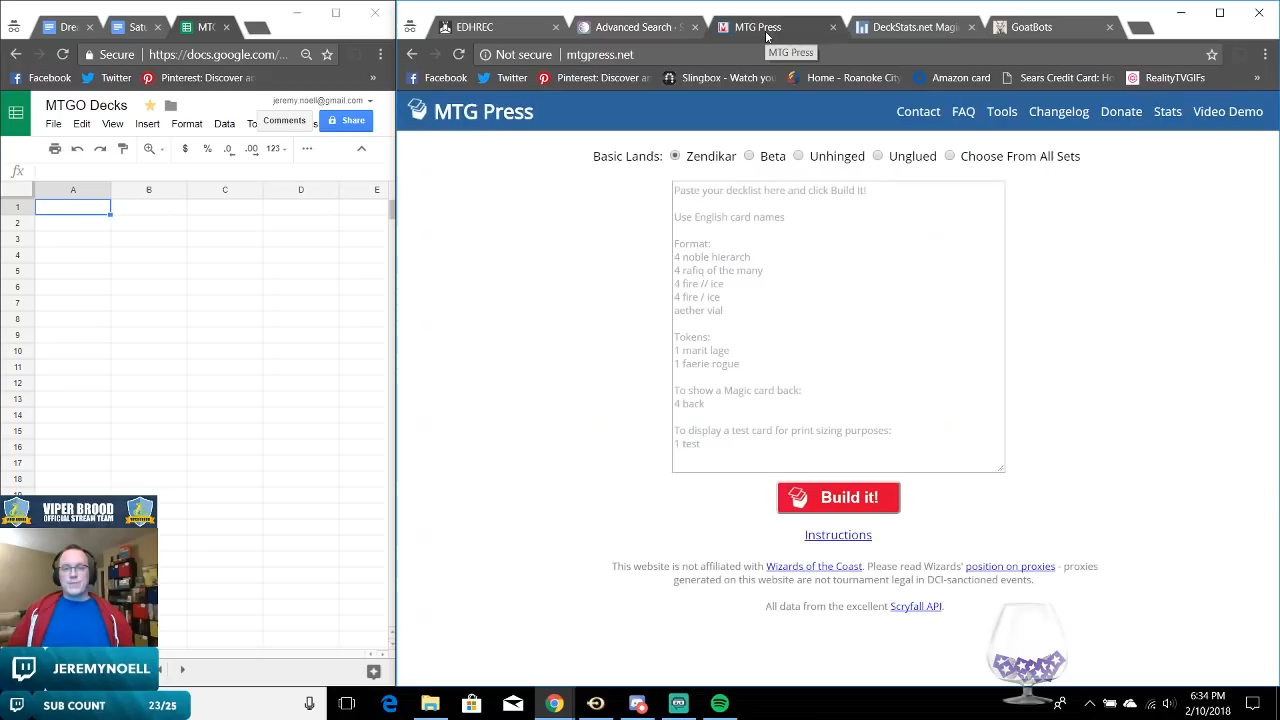 Dre
Satu
MTC
EDHREC
Advanced Search · S
MTG Press
DeckStats.net Magic
GoatBots
Secure
https://docs.google.com/spreadsh
Not secure
mtgpress.net
MTG Press
Facebook
Twitter
Pinterest: Discover an
Facebook
Twitter
Pinterest: Discover an
Slingbox - Watch you
Home - Roanoke City
Amazon card
Sears Credit Card: Ho
RealityTVGIFs
MTGO Decks
jeremy.noell@gmail.com
File Edit View Insert Format Data
Comments
Share
MTG Press
Contact FAQ Tools Changelog Donate Stats Video Demo
$ % .0 .00 123
fx
A B C D E
1
2
3
4
5
6
7
8
9
10
11
12
13
14
15
16
17
18
Basic Lands: Zendikar Beta Unhinged Unglued Choose From All Sets
Paste your decklist here and click Build It!
Use English card names
Format:
4 noble hierarch
4 rafiq of the many
4 fire // ice
4 fire / ice
aether vial
Tokens:
1 marit lage
1 faerie rogue
To show a Magic card back:
4 back
To display a test card for print sizing purposes:
1 test
Build it!
Instructions
This website is not affiliated with Wizards of the Coast. Please read Wizards' position on proxies - proxies
generated on this website are not tournament legal in DCI-sanctioned events.
All data from the excellent Scryfall API.
VIPER BROOD
OFFICIAL STREAM TEAM
JEREMYNOELL
SUB COUNT 23/25
6:34 PM
2/10/2018